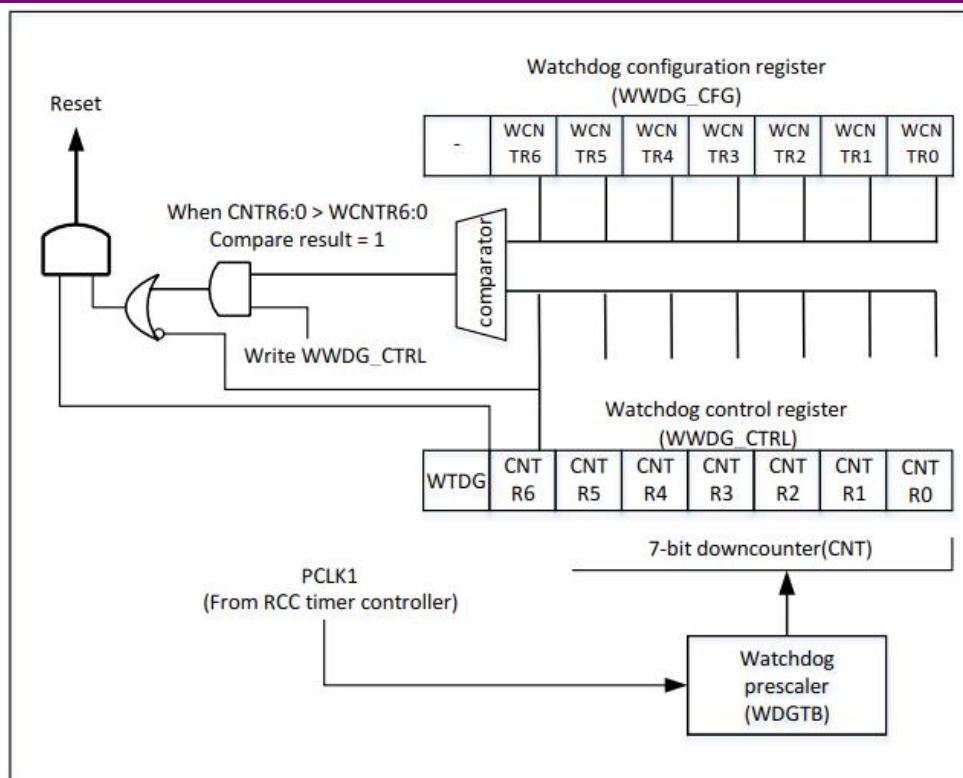 Watchdog configuration register
(WWDG_CFG)
Reset
-
WCN
TR6
WCN
TR5
WCN
TR4
WCN
TR3
WCN
TR2
WCN
TR1
WCN
TR0
When CNTR6:0 > WCNTR6:0
Compare result = 1
comparator
Write WWDG_CTRL
Watchdog control register
(WWDG_CTRL)
WTDG
CNT
R6
CNT
R5
CNT
R4
CNT
R3
CNT
R2
CNT
R1
CNT
R0
7-bit downcounter(CNT)
PCLK1
(From RCC timer controller)
Watchdog
prescaler
(WDGTB)